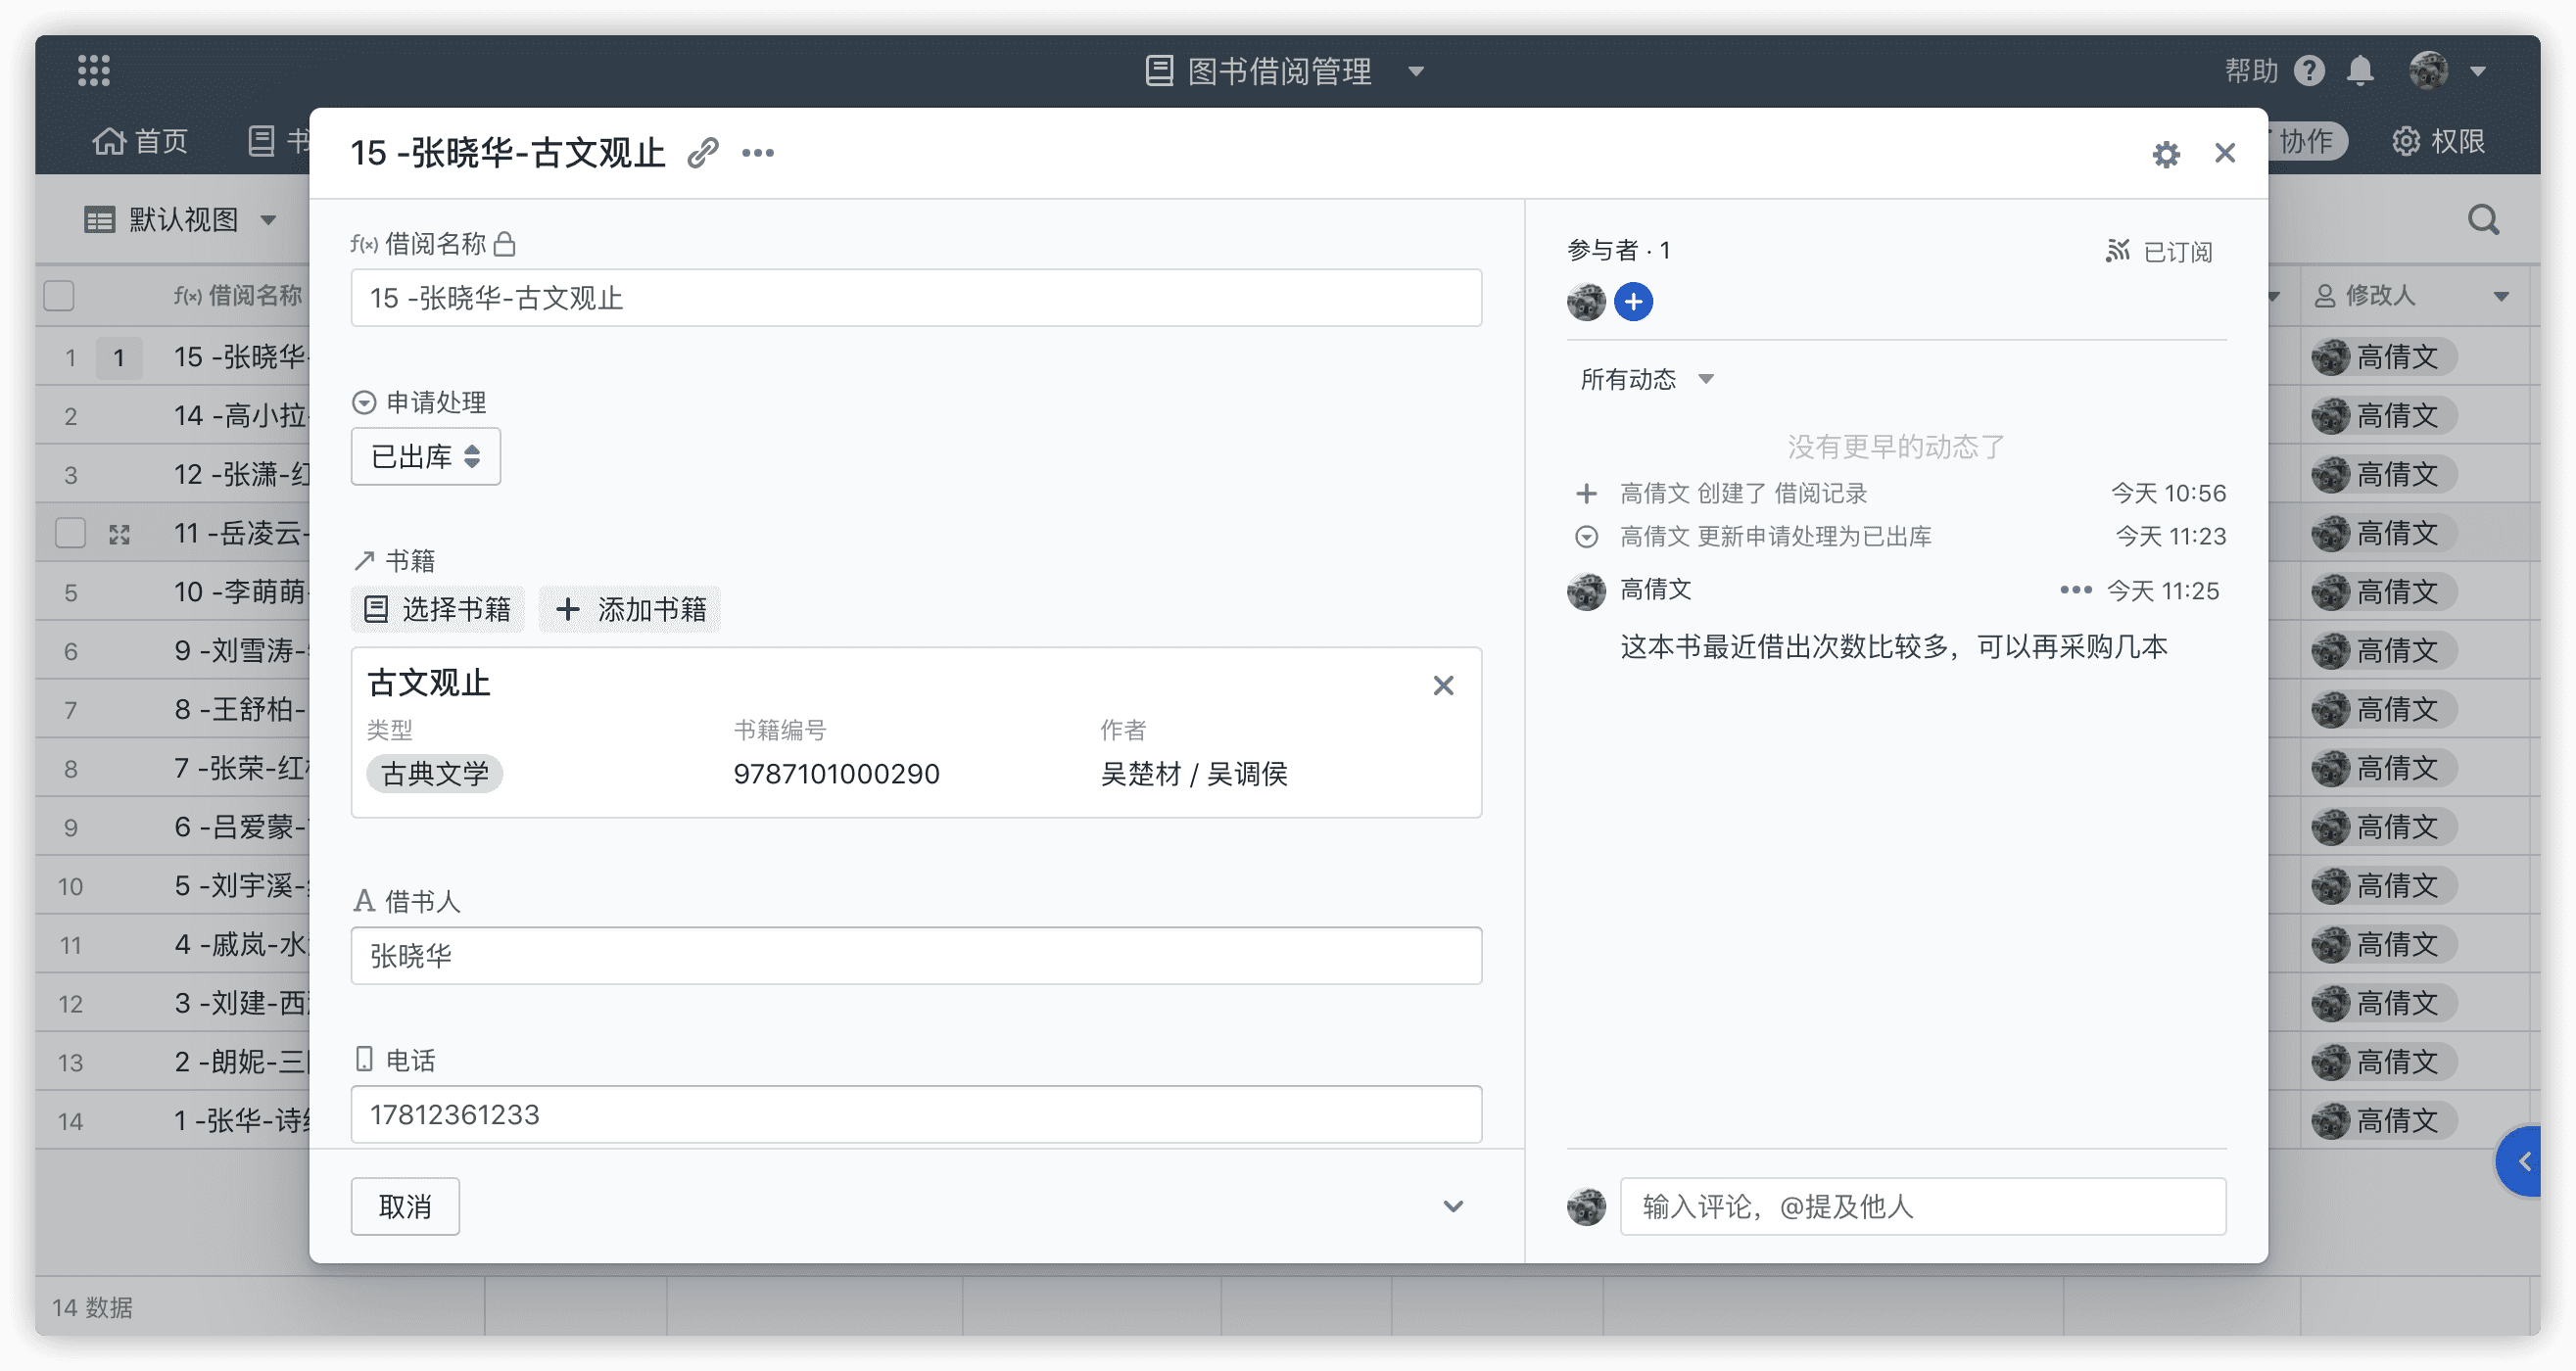 图书借阅管理
帮助
首页
书
协作
权限
默认视图
借阅名称
修改人
1 1 15 -张晓华- 高倩文
2 14 -高小拉- 高倩文
3 12 -张潇-红 高倩文
11 -岳凌云- 高倩文
5 10 -李萌萌- 高倩文
6 9 -刘雪涛- 高倩文
7 8 -王舒柏- 高倩文
8 7 -张荣-红 高倩文
9 6 -吕爱蒙- 高倩文
10 5 -刘宇溪- 高倩文
11 4 -戚岚-水 高倩文
12 3 -刘建-西 高倩文
13 2 -朗妮-三 高倩文
14 1 -张华-诗 高倩文
14 数据
15 -张晓华-古文观止
f(x) 借阅名称
15 -张晓华-古文观止
申请处理
已出库
书籍
选择书籍 添加书籍
古文观止
类型 书籍编号 作者
古典文学 9787101000290 吴楚材 / 吴调侯
A 借书人
张晓华
电话
17812361233
取消
参与者 · 1 已订阅
所有动态
没有更早的动态了
高倩文 创建了 借阅记录 今天 10:56
高倩文 更新申请处理为已出库 今天 11:23
高倩文 ••• 今天 11:25
这本书最近借出次数比较多，可以再采购几本
输入评论，@提及他人